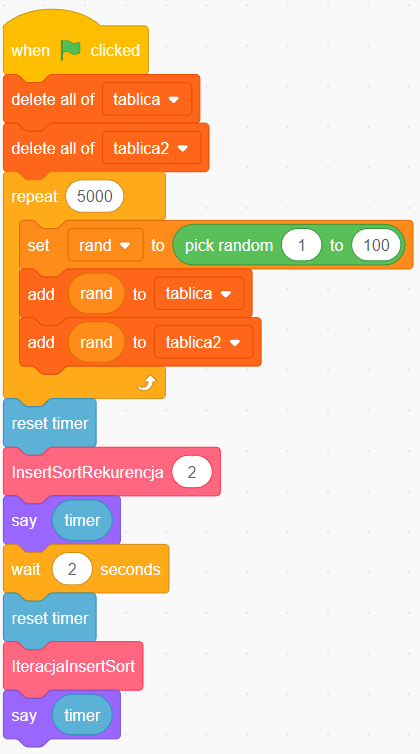 when clicked
delete all of tablica
delete all of tablica2
repeat 5000
set rand to pick random 1 to 100
add rand to tablica
add rand to tablica2
reset timer
InsertSortRekurencja 2
say timer
wait 2 seconds
reset timer
IteracjaInsertSort
say timer